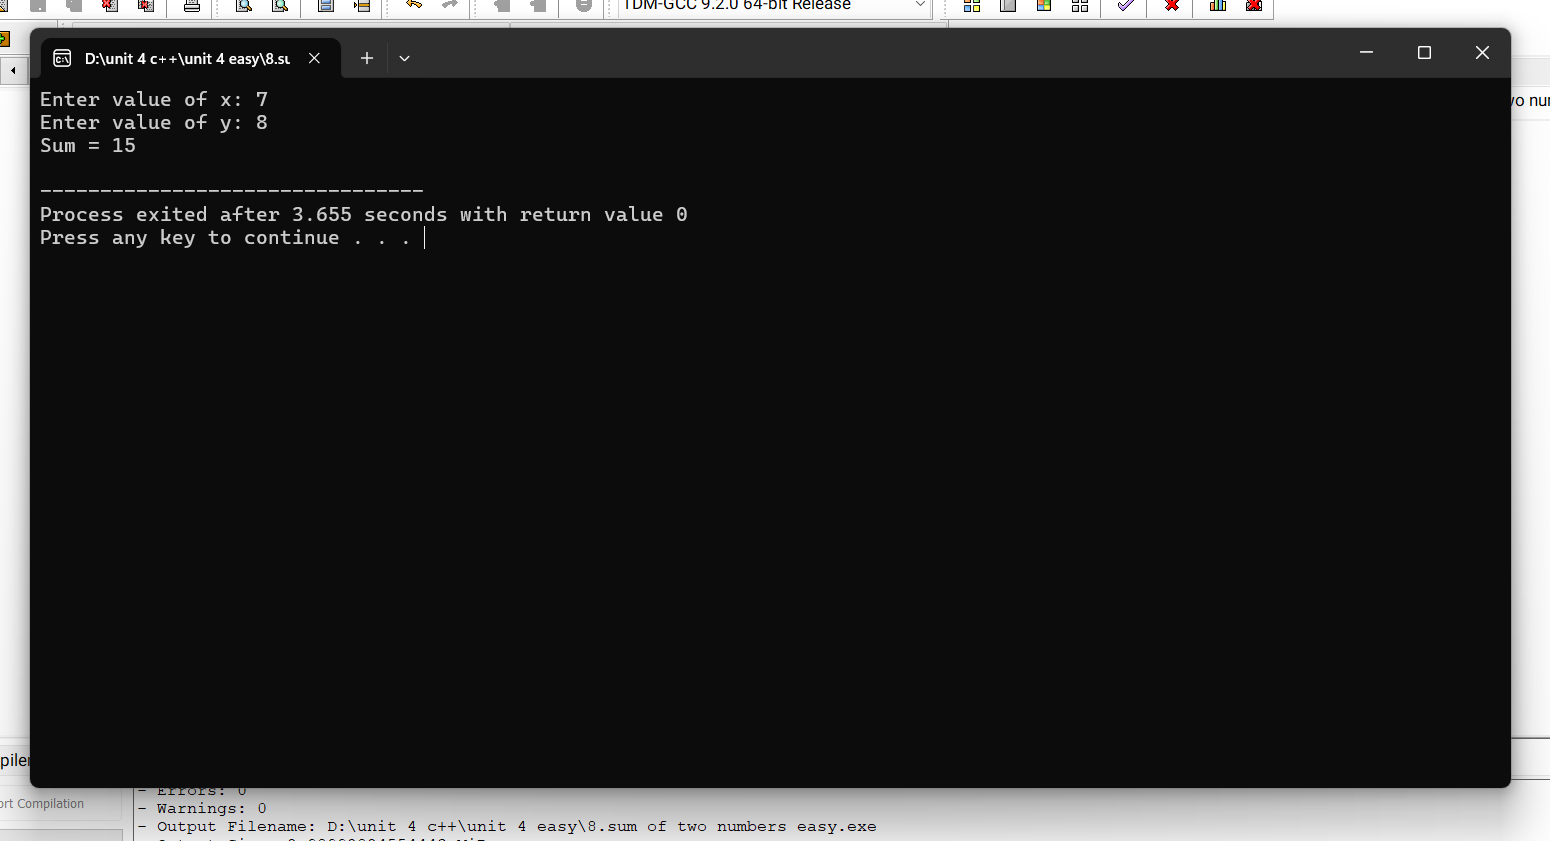 TDM-GCC 9.2.0 64-bit Release
D:\unit 4 c++\unit 4 easy\8.su
Enter value of x: 7
Enter value of y: 8
Sum = 15
--------------------------------
Process exited after 3.655 seconds with return value 0
Press any key to continue . . .
- Errors: 0
- Warnings: 0
- Output Filename: D:\unit 4 c++\unit 4 easy\8.sum of two numbers easy.exe
ort Compilation